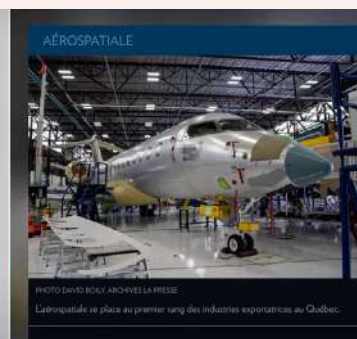 AÉROSPATIALE
PHOTO DAVID BOILY, ARCHIVES LA PRESSE
L'aérospatiale se place au premier rang des industries exportatrices au Québec.